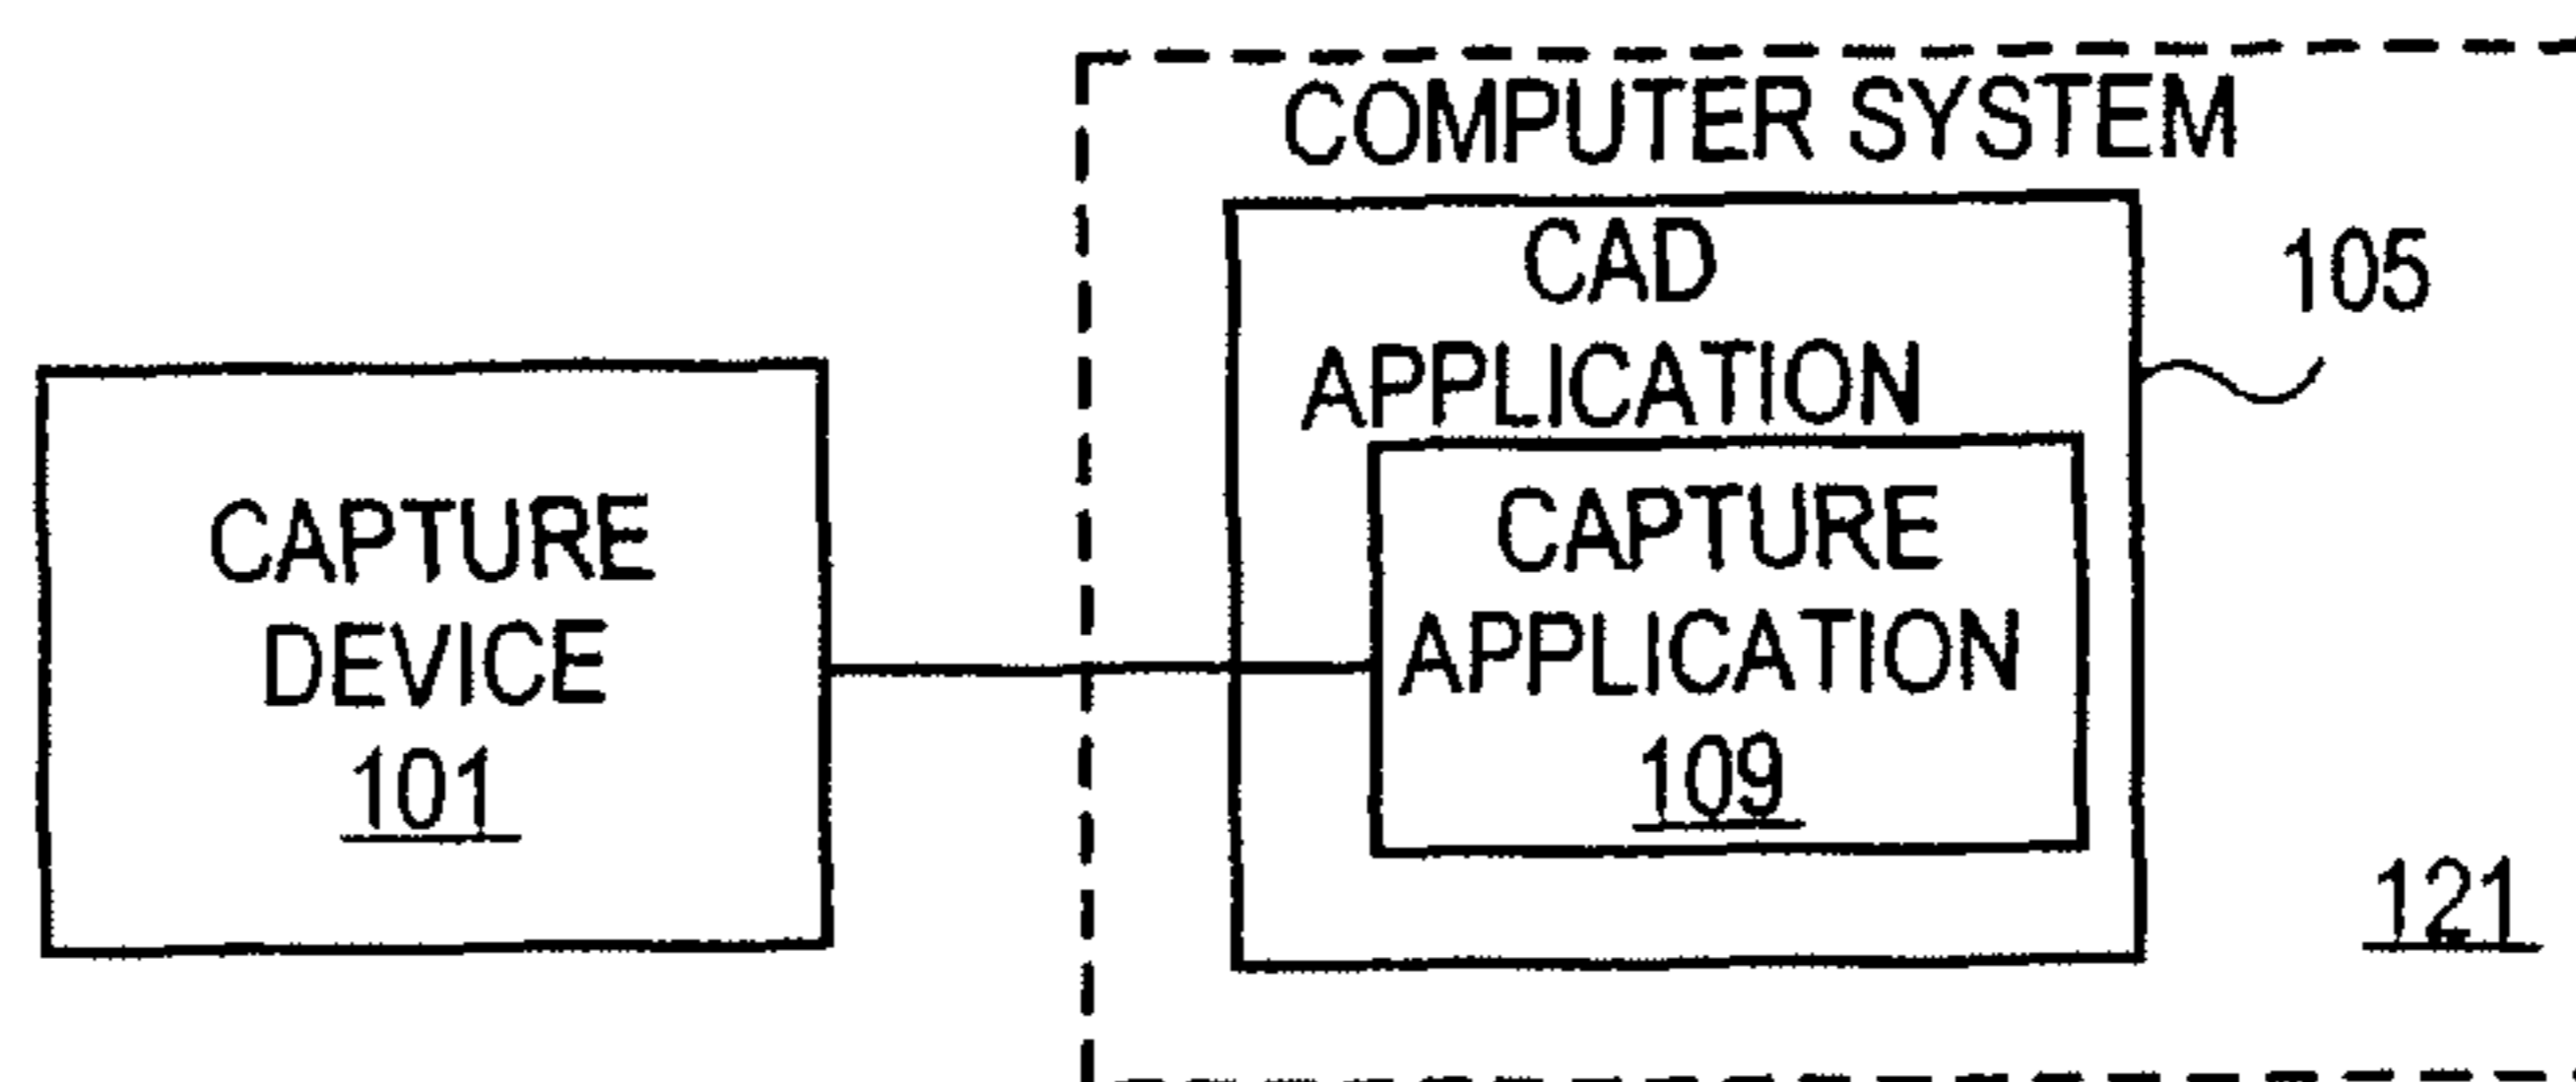 COMPUTER SYSTEM
CAD
APPLICATION
105
CAPTURE
DEVICE
101
CAPTURE
APPLICATION
109
121